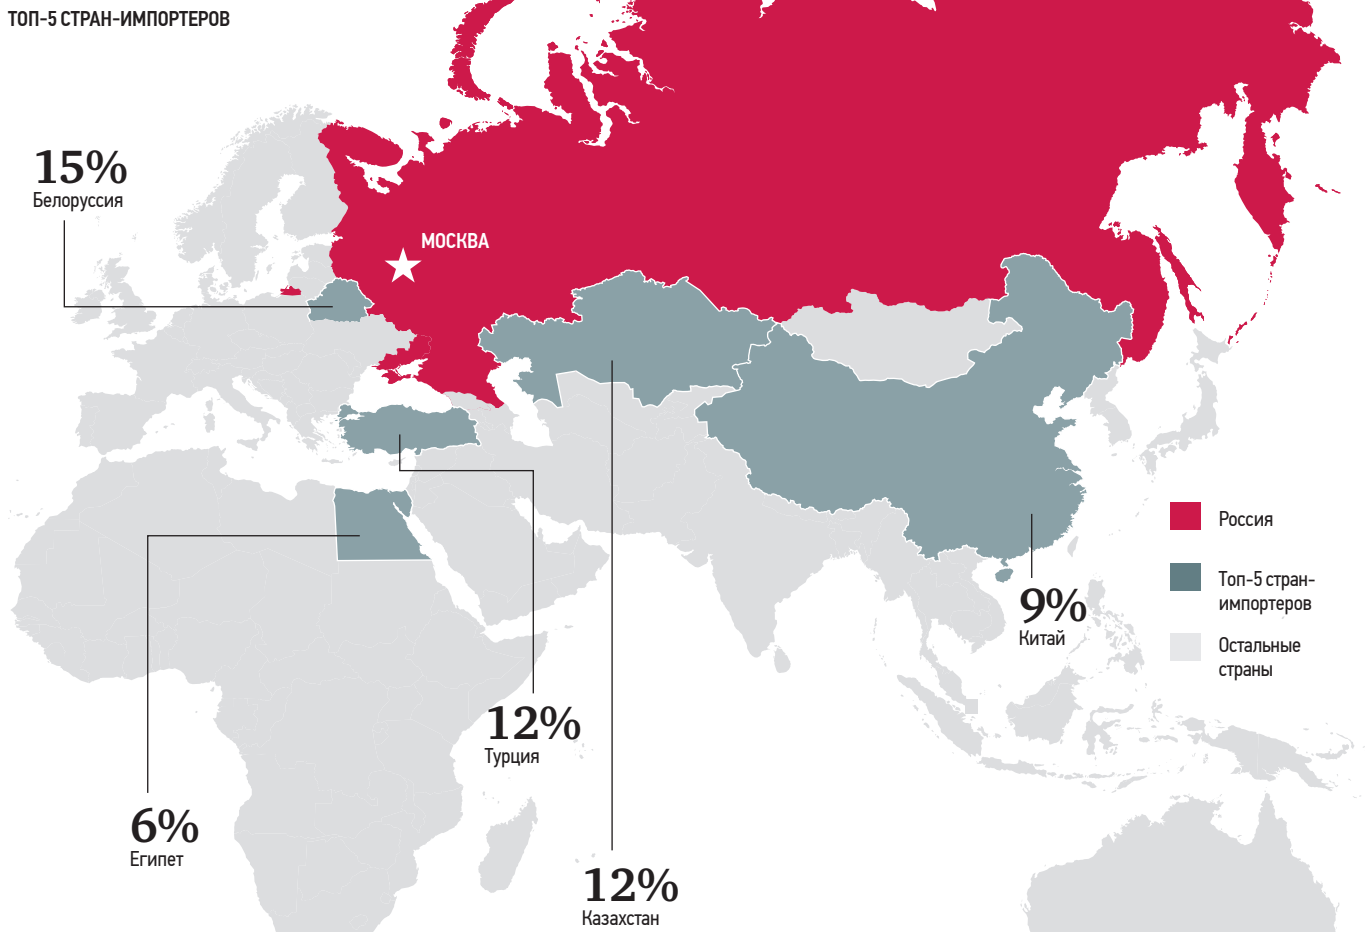 ТОП-5 СТРАН-ИМПОРТЕРОВ
15%
Белоруссия
МОСКВА
Россия
Топ-5 стран-
импортеров
Остальные
страны
9%
Китай
12%
Турция
6%
Египет
12%
Казахстан